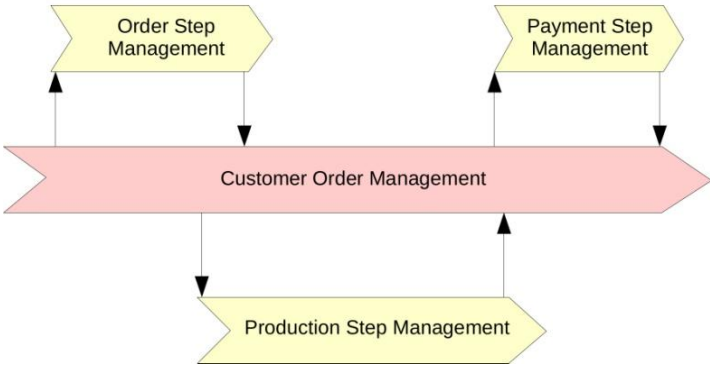 Order Step
Management
Payment Step
Management
Customer Order Management
Production Step Management